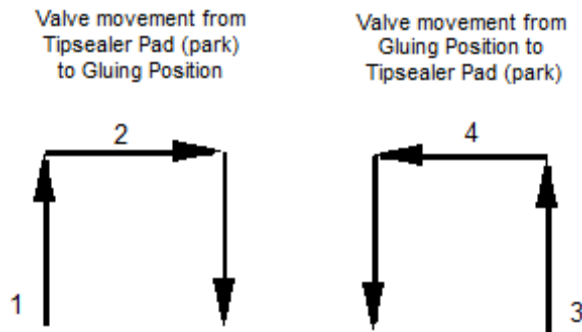 Valve movement from
Tipsealer Pad (park)
to Gluing Position
Valve movement from
Gluing Position to
Tipsealer Pad (park)
2
4
1
3